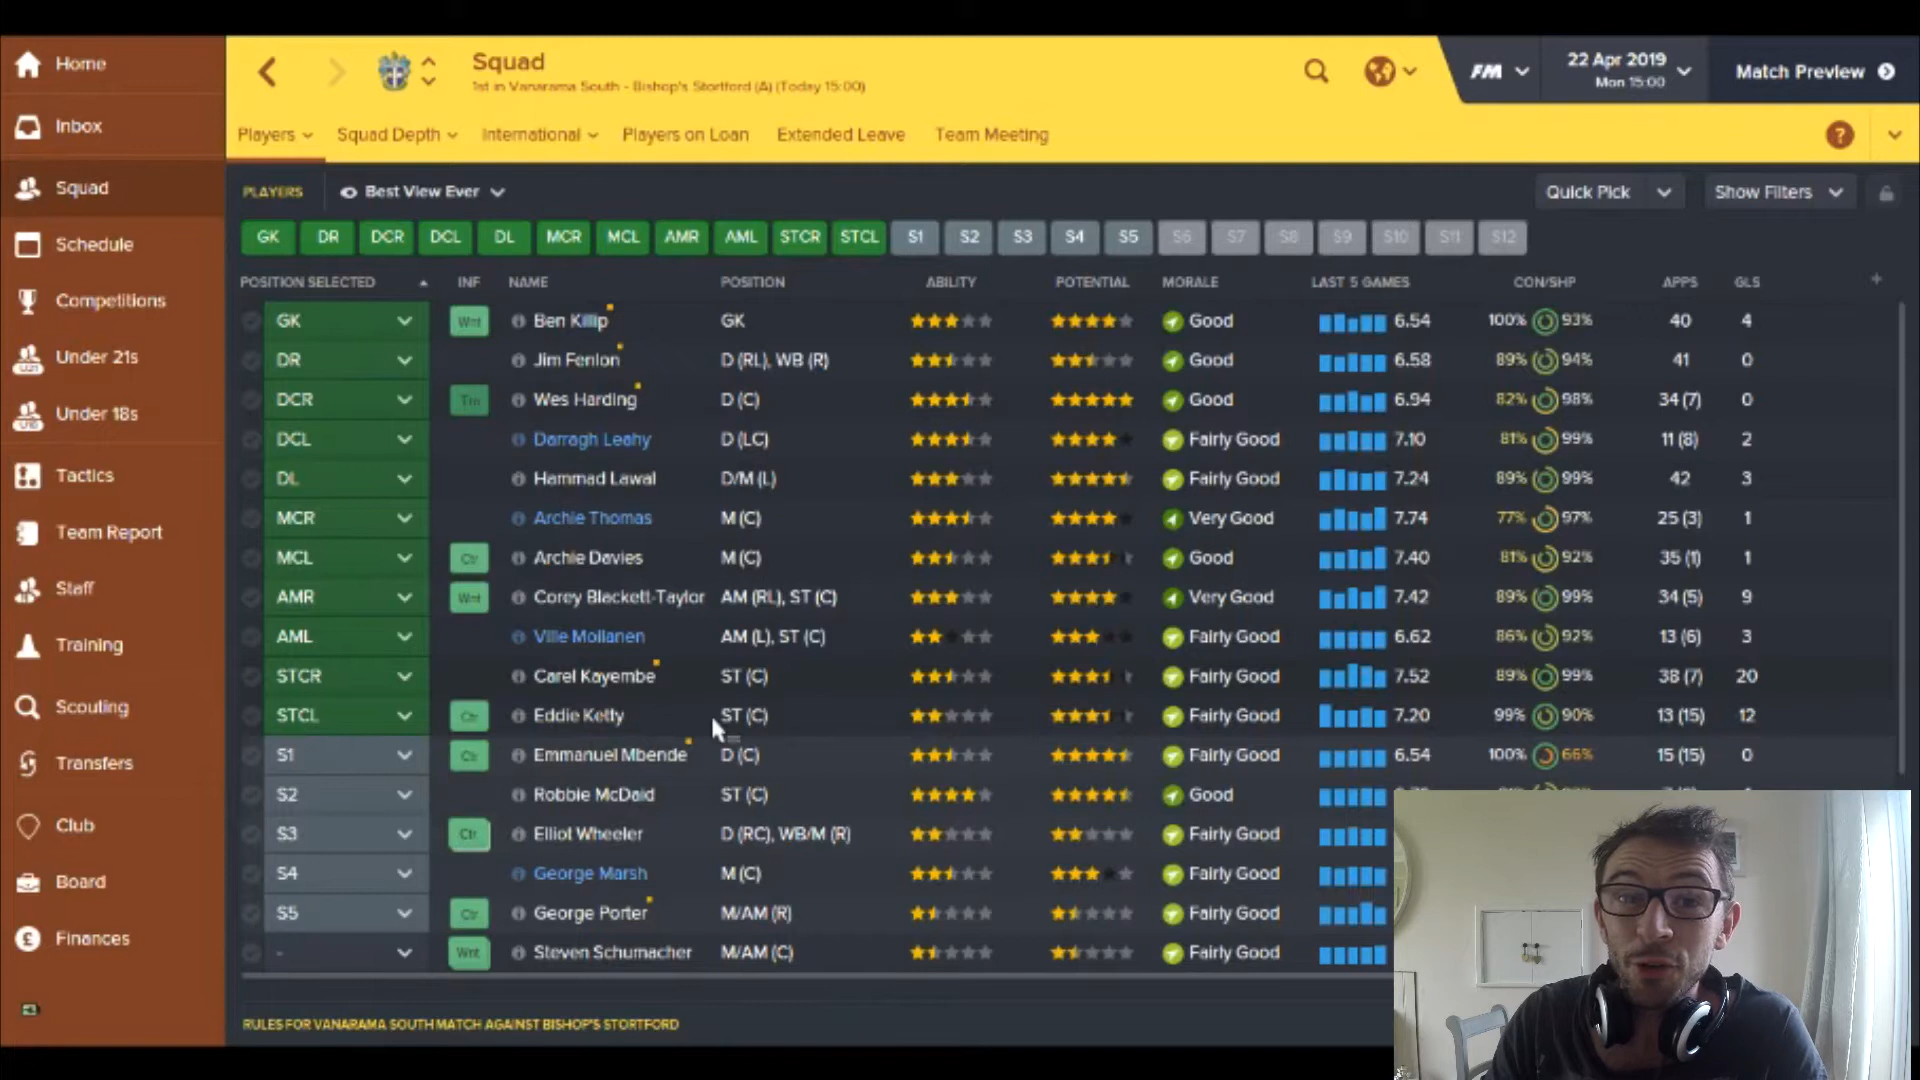 Home
Inbox
Squad
Schedule
Competitions
Under 21s
Under 18s
Tactics
Team Report
Staff
Training
Scouting
Transfers
Club
Board
Finances
Squad
1st in Vanarama South - Bishop's Stortford (A) (Today 15:00)
FM
22 Apr 2019
Mon 15:00
Match Preview
Players
Squad Depth
International
Players on Loan
Extended Leave
Team Meeting
?
PLAYERS
Best View Ever
Quick Pick
Show Filters
GK DR DCR DCL DL MCR MCL AMR AML STCR STCL S1 S2 S3 S4 S5 S6 S7 S8 S9 S10 S11 S12
POSITION SELECTED INF NAME POSITION ABILITY POTENTIAL MORALE LAST 5 GAMES CON/SHP APPS GLS
GK Wnt Ben Killip GK Good 6.54 100% 93% 40 4
DR Jim Fenlon D (RL), WB (R) Good 6.58 89% 94% 41 0
DCR Trn Wes Harding D (C) Good 6.94 82% 98% 34 (7) 0
DCL Darragh Leahy D (LC) Fairly Good 7.10 81% 99% 11 (8) 2
DL Hammad Lawal D/M (L) Fairly Good 7.24 89% 99% 42 3
MCR Archie Thomas M (C) Very Good 7.74 77% 97% 25 (3) 1
MCL Ctr Archie Davies M (C) Good 7.40 81% 92% 35 (1) 1
AMR Wnt Corey Blackett-Taylor AM (RL), ST (C) Very Good 7.42 89% 99% 34 (5) 9
AML Ville Mollanen AM (L), ST (C) Fairly Good 6.62 86% 92% 13 (6) 3
STCR Carel Kayembe ST (C) Fairly Good 7.52 89% 99% 38 (7) 20
STCL Ctr Eddie Ketty ST (C) Fairly Good 7.20 99% 90% 13 (15) 12
S1 Ctr Emmanuel Mbende D (C) Fairly Good 6.54 100% 66% 15 (15) 0
S2 Robbie McDaid ST (C) Good
S3 Ctr Elliot Wheeler D (RC), WB/M (R) Fairly Good
S4 George Marsh M (C) Fairly Good
S5 Ctr George Porter M/AM (R) Fairly Good
- Wnt Steven Schumacher M/AM (C) Fairly Good
RULES FOR VANARAMA SOUTH MATCH AGAINST BISHOP'S STORTFORD